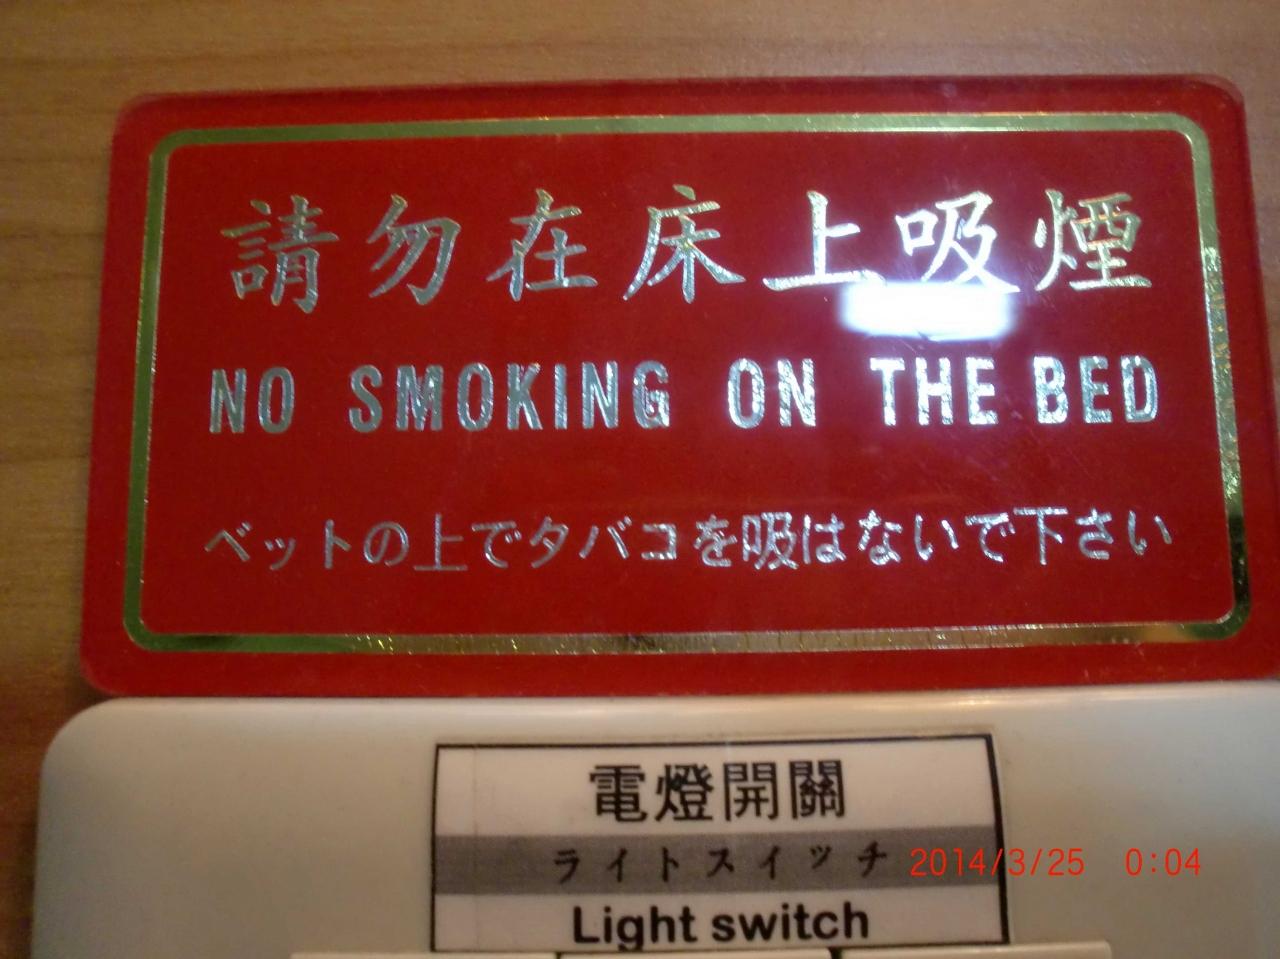 請勿在床上吸煙
NO SMOKING ON THE BED
ベットの上でタバコを吸はないで下さい
電燈開關
ライトスイッチ
Light switch
2014/3/25 0:04